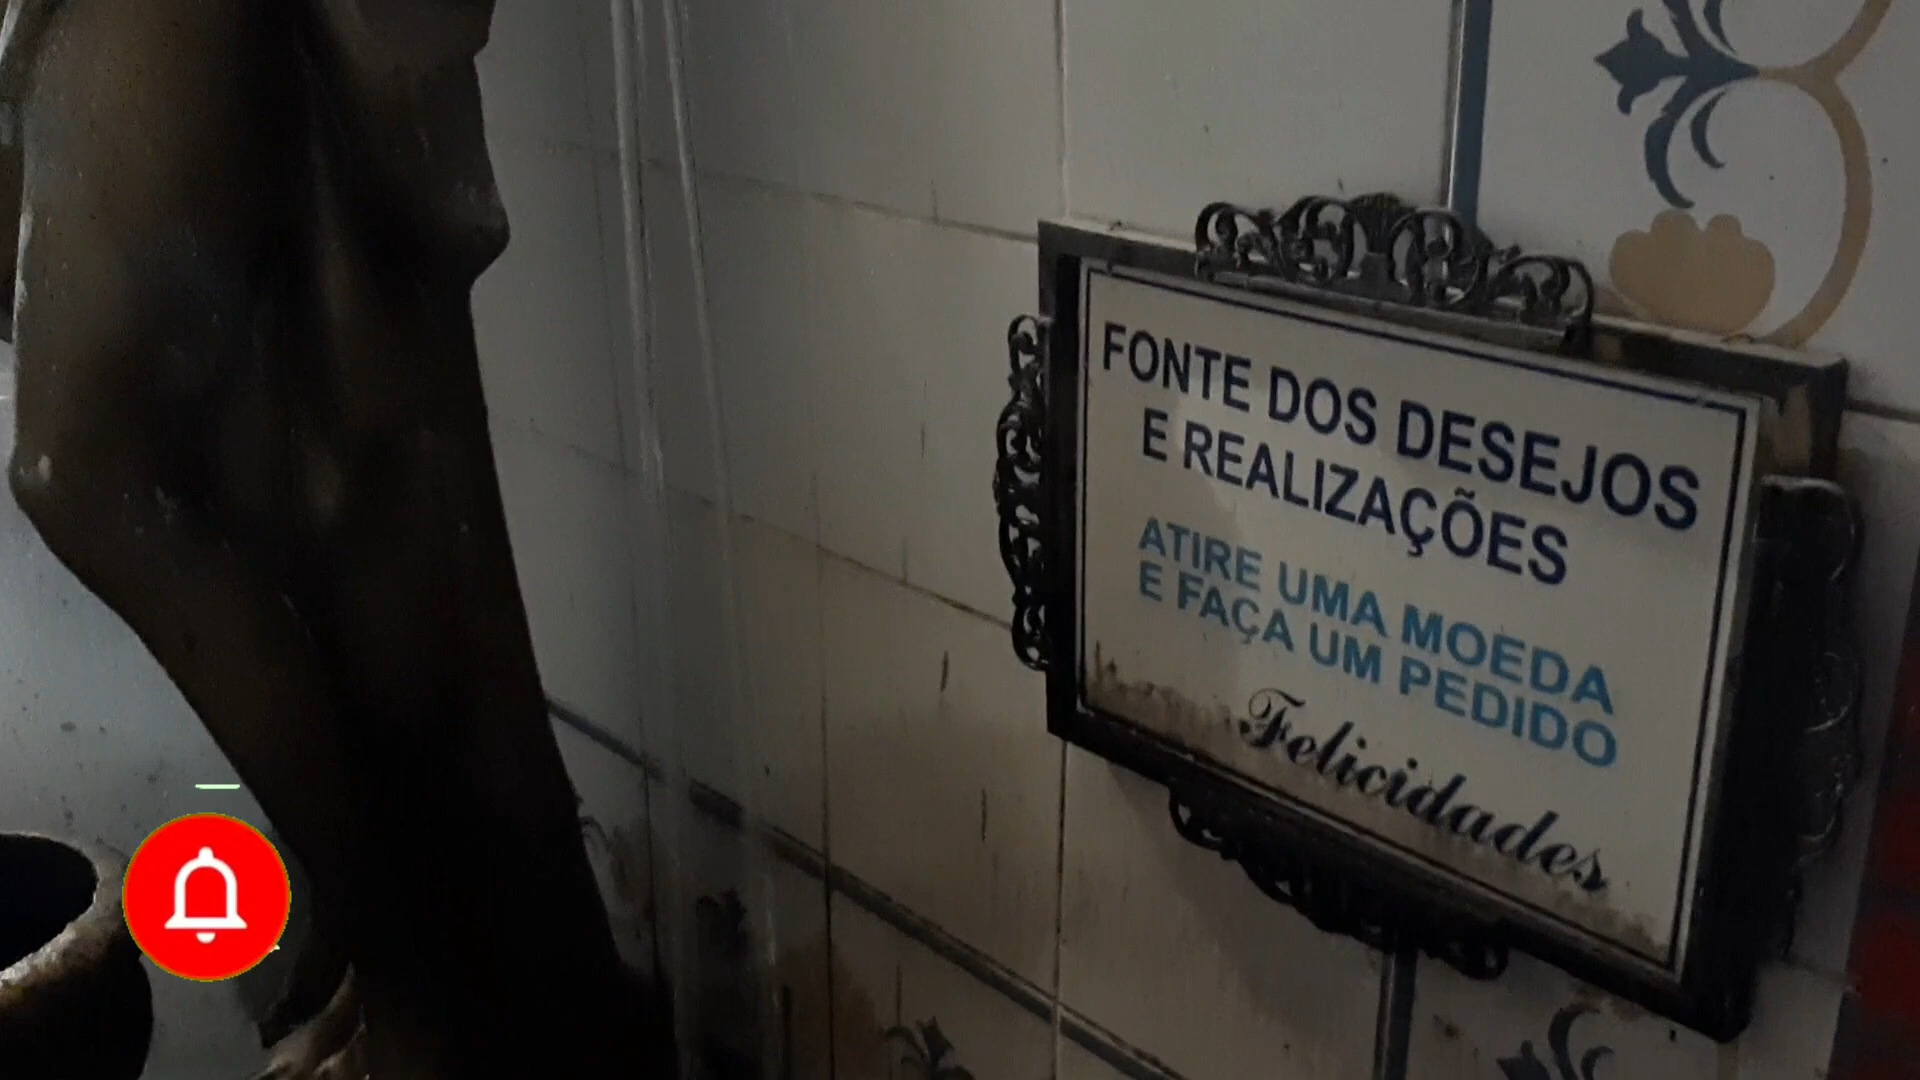 FONTE DOS DESEJOS
E REALIZAÇÕES
ATIRE UMA MOEDA
E FAÇA UM PEDIDO
Felicidades